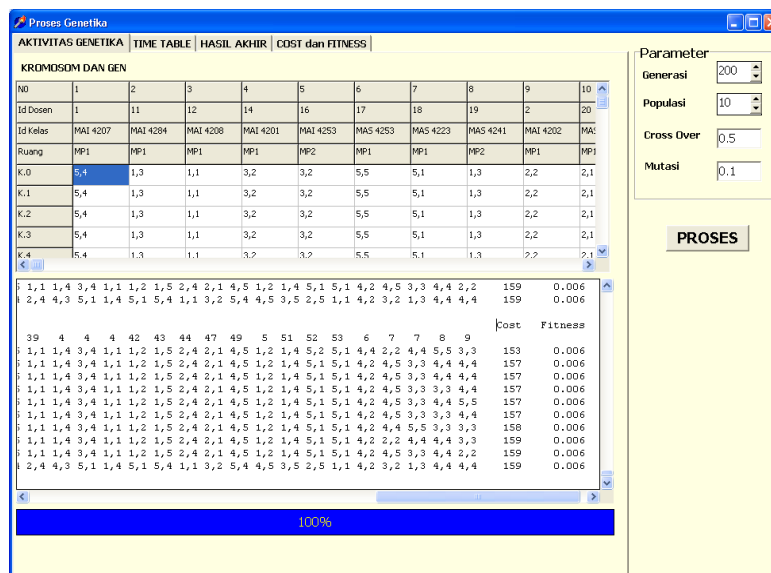 Proses Genetika
AKTIVITAS GENETIKA TIME TABLE HASIL AKHIR COST dan FITNESS
KROMOSOM DAN GEN
N0 1 2 3 4 5 6 7 8 9 10
Id Dosen 1 11 12 14 16 17 18 19 2 20
Id Kelas MAI 4207 MAI 4284 MAI 4208 MAI 4201 MAI 4253 MAS 4253 MAS 4223 MAS 4241 MAI 4202 MAS
Ruang MP1 MP1 MP1 MP1 MP2 MP1 MP1 MP2 MP1 MP1
K.0 5,4 1,3 1,1 3,2 3,2 5,5 5,1 1,3 2,2 2,1
K.1 5,4 1,3 1,1 3,2 3,2 5,5 5,1 1,3 2,2 2,1
K.2 5,4 1,3 1,1 3,2 3,2 5,5 5,1 1,3 2,2 2,1
K.3 5,4 1,3 1,1 3,2 3,2 5,5 5,1 1,3 2,2 2,1
K.4 5,4 1,3 1,1 3,2 3,2 5,5 5,1 1,3 2,2 2,1
1,1 1,4 3,4 1,1 1,2 1,5 2,4 2,1 4,5 1,2 1,4 5,1 5,1 4,2 4,5 3,3 4,4 2,2 159 0.006
2,4 4,3 5,1 1,4 5,1 5,4 1,1 3,2 5,4 4,5 3,5 2,5 1,1 4,2 3,2 1,3 4,4 4,4 159 0.006
Cost Fitness
39 4 4 4 42 43 44 47 49 5 51 52 53 6 7 7 8 9
1,1 1,4 3,4 1,1 1,2 1,5 2,4 2,1 4,5 1,2 1,4 5,2 5,1 4,4 2,2 4,4 5,5 3,3 153 0.006
1,1 1,4 3,4 1,1 1,2 1,5 2,4 2,1 4,5 1,2 1,4 5,1 5,1 4,2 4,5 3,3 4,4 4,4 157 0.006
1,1 1,4 3,4 1,1 1,2 1,5 2,4 2,1 4,5 1,2 1,4 5,1 5,1 4,2 4,5 3,3 4,4 4,4 157 0.006
1,1 1,4 3,4 1,1 1,2 1,5 2,4 2,1 4,5 1,2 1,4 5,1 5,1 4,2 4,5 3,3 3,3 4,4 157 0.006
1,1 1,4 3,4 1,1 1,2 1,5 2,4 2,1 4,5 1,2 1,4 5,1 5,1 4,2 4,5 3,3 4,4 5,5 157 0.006
1,1 1,4 3,4 1,1 1,2 1,5 2,4 2,1 4,5 1,2 1,4 5,1 5,1 4,2 4,5 3,3 3,3 4,4 157 0.006
1,1 1,4 3,4 1,1 1,2 1,5 2,4 2,1 4,5 1,2 1,4 5,1 5,1 4,2 4,4 5,5 3,3 3,3 158 0.006
1,1 1,4 3,4 1,1 1,2 1,5 2,4 2,1 4,5 1,2 1,4 5,1 5,1 4,2 2,2 4,4 4,4 3,3 159 0.006
1,1 1,4 3,4 1,1 1,2 1,5 2,4 2,1 4,5 1,2 1,4 5,1 5,1 4,2 4,5 3,3 4,4 2,2 159 0.006
2,4 4,3 5,1 1,4 5,1 5,4 1,1 3,2 5,4 4,5 3,5 2,5 1,1 4,2 3,2 1,3 4,4 4,4 159 0.006
100%
Parameter
Generasi 200
Populasi 10
Cross Over 0.5
Mutasi 0.1
PROSES